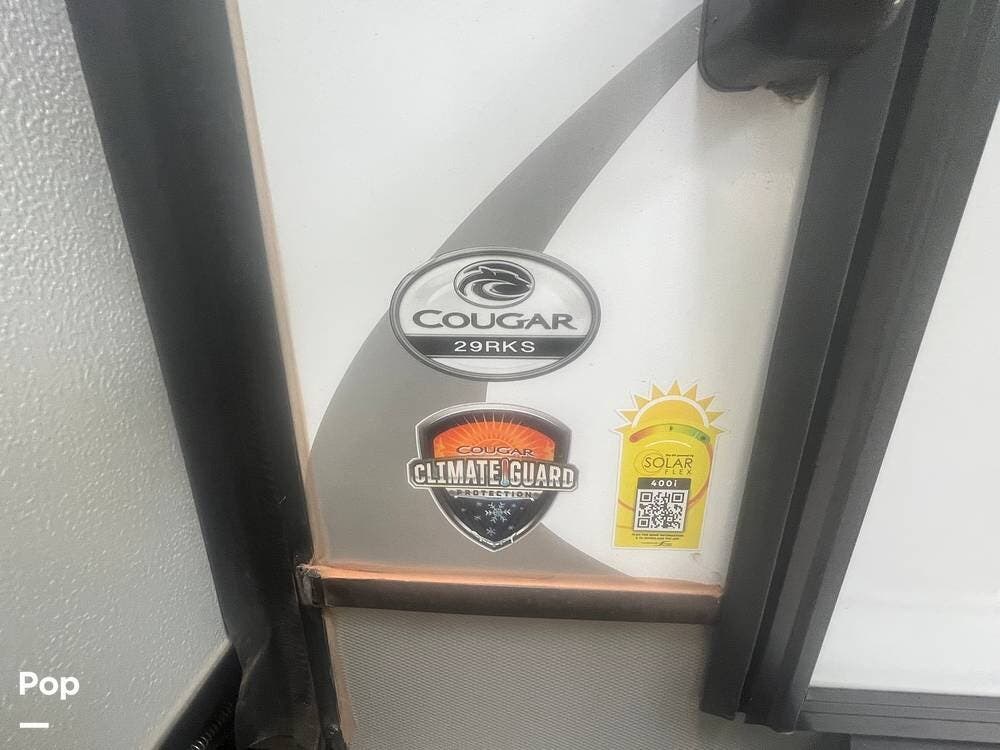 COUGAR
29RKS
COUGAR
CLIMATE GUARD
PROTECTION
SOLAR
FLEX
400i
Pop